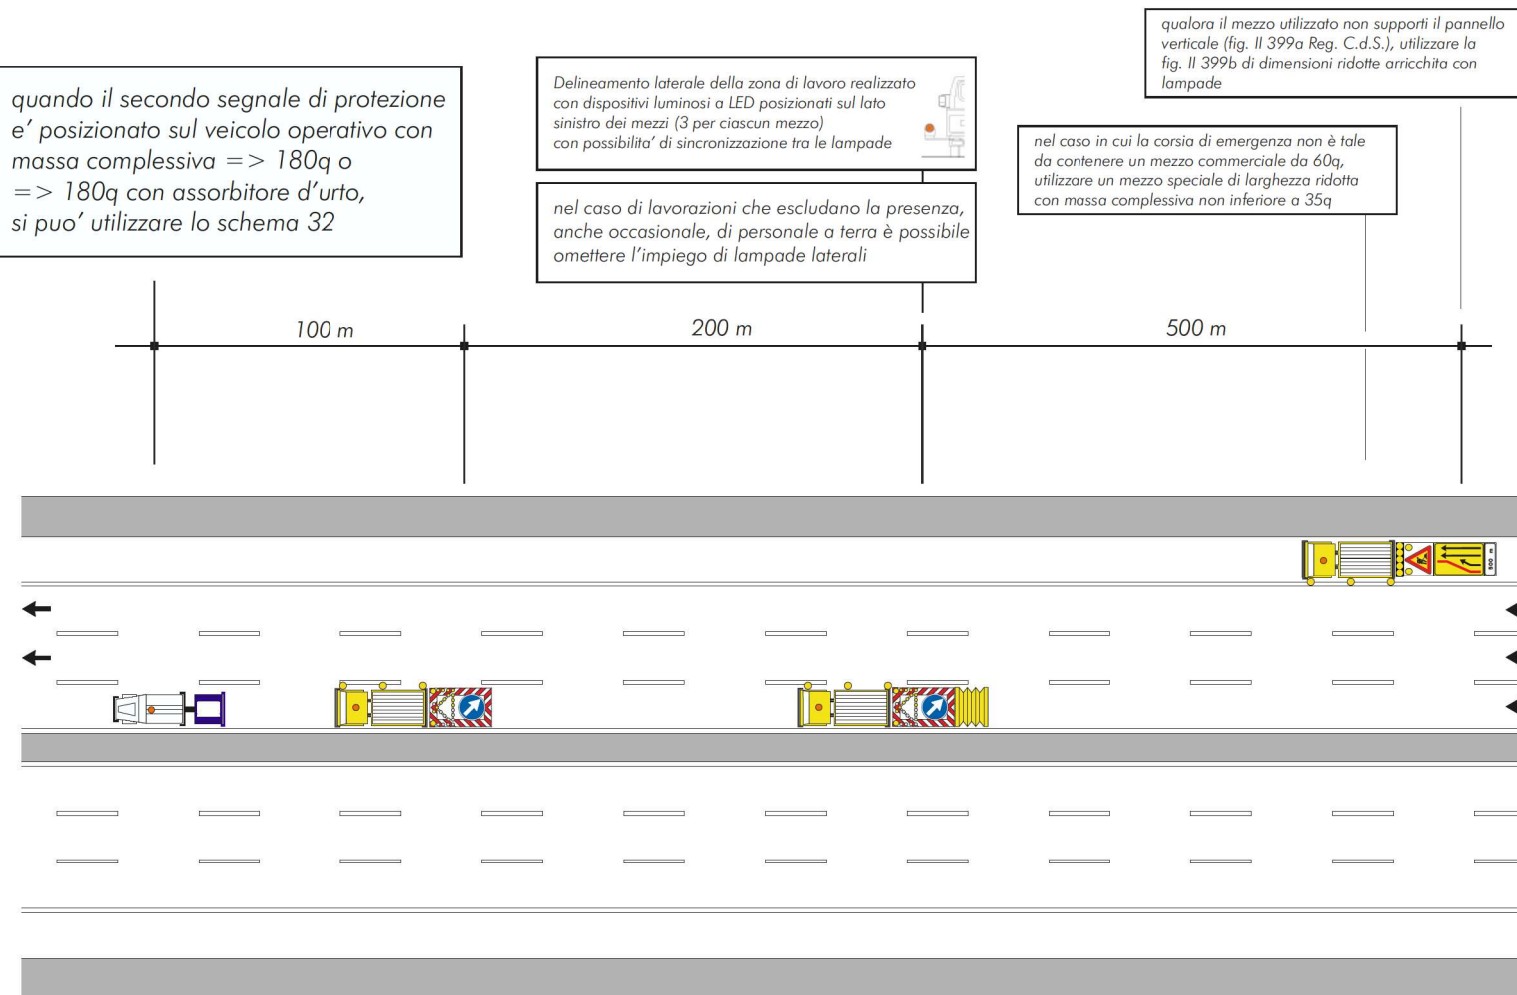 qualora il mezzo utilizzato non supporti il pannello
verticale (fig. II 399a Reg. C.d.S.), utilizzare la
fig. II 399b di dimensioni ridotte arricchita con
lampade
quando il secondo segnale di protezione
e’ posizionato sul veicolo operativo con
massa complessiva => 180q o
=> 180q con assorbitore d’urto,
si puo’ utilizzare lo schema 32
Delineamento laterale della zona di lavoro realizzato
con dispositivi luminosi a LED posizionati sul lato
sinistro dei mezzi (3 per ciascun mezzo)
con possibilita’ di sincronizzazione tra le lampade
nel caso di lavorazioni che escludano la presenza,
anche occasionale, di personale a terra è possibile
omettere l’impiego di lampade laterali
nel caso in cui la corsia di emergenza non è tale
da contenere un mezzo commerciale da 60q,
utilizzare un mezzo speciale di larghezza ridotta
con massa complessiva non inferiore a 35q
100 m
200 m
500 m
500 m